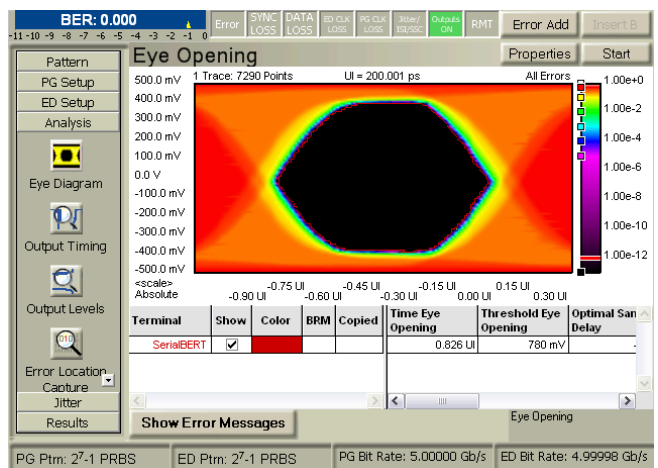 BER: 0.000
-11 -10 -9 -8 -7 -6 -5 -4 -3 -2 -1 0
Error
SYNC LOSS
DATA LOSS
ED CLK LOSS
PG CLK LOSS
Jitter/ ISI/SSC
Outputs ON
RMT
Error Add
Insert B
Pattern
PG Setup
ED Setup
Analysis
Eye Diagram
Output Timing
Output Levels
Error Location
Capture
Jitter
Results
Eye Opening
Properties
Start
1 Trace: 7290 Points
UI = 200.001 ps
All Errors
500.0 mV
400.0 mV
300.0 mV
200.0 mV
100.0 mV
0.0 V
-100.0 mV
-200.0 mV
-300.0 mV
-400.0 mV
-500.0 mV
1.00e+0
1.00e-2
1.00e-4
1.00e-6
1.00e-8
1.00e-10
1.00e-12
<scale>
Absolute
-0.75 UI -0.45 UI -0.15 UI 0.15 UI
-0.90 UI -0.60 UI -0.30 UI 0.00 UI 0.30 UI
Terminal Show Color BRM Copied Time Eye Opening Threshold Eye Opening Optimal San Delay
SerialBERT 0.826 UI 780 mV -
Show Error Messages
Eye Opening
PG Ptrn: 2^7-1 PRBS
ED Ptrn: 2^7-1 PRBS
PG Bit Rate: 5.00000 Gb/s
ED Bit Rate: 4.99998 Gb/s